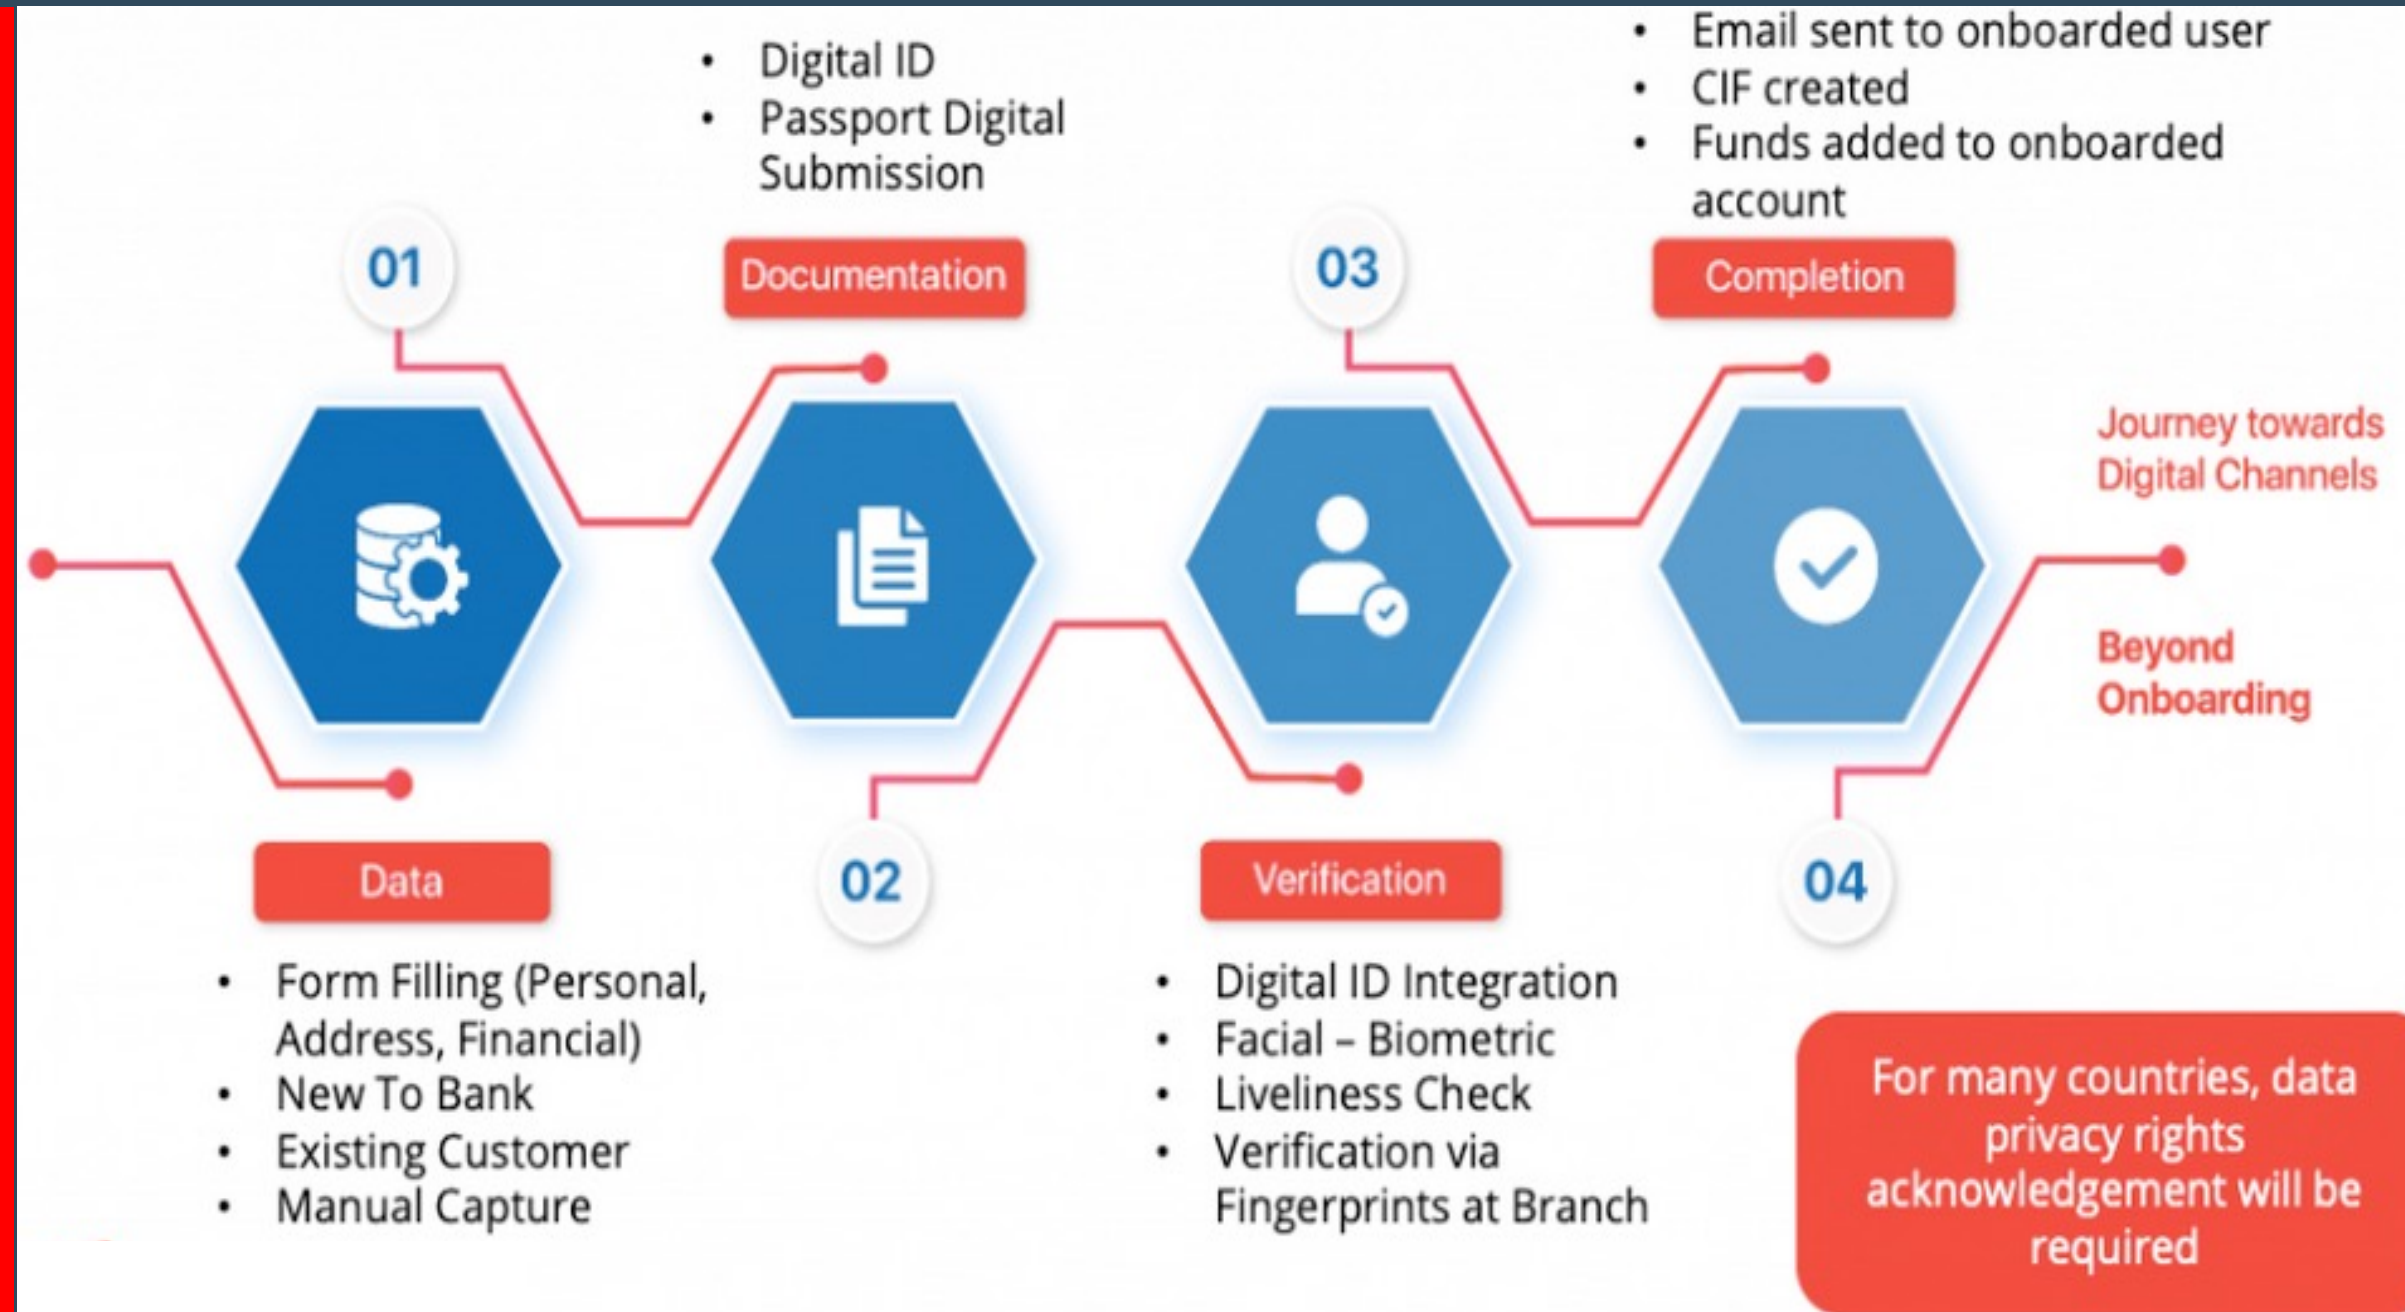 01
Data
• Form Filling (Personal,
Address, Financial)
• New To Bank
• Existing Customer
• Manual Capture
• Digital ID
• Passport Digital
Submission
Documentation
02
03
Verification
• Digital ID Integration
• Facial – Biometric
• Liveliness Check
• Verification via
Fingerprints at Branch
• Email sent to onboarded user
• CIF created
• Funds added to onboarded
account
Completion
04
Journey towards
Digital Channels
Beyond
Onboarding
For many countries, data
privacy rights
acknowledgement will be
required